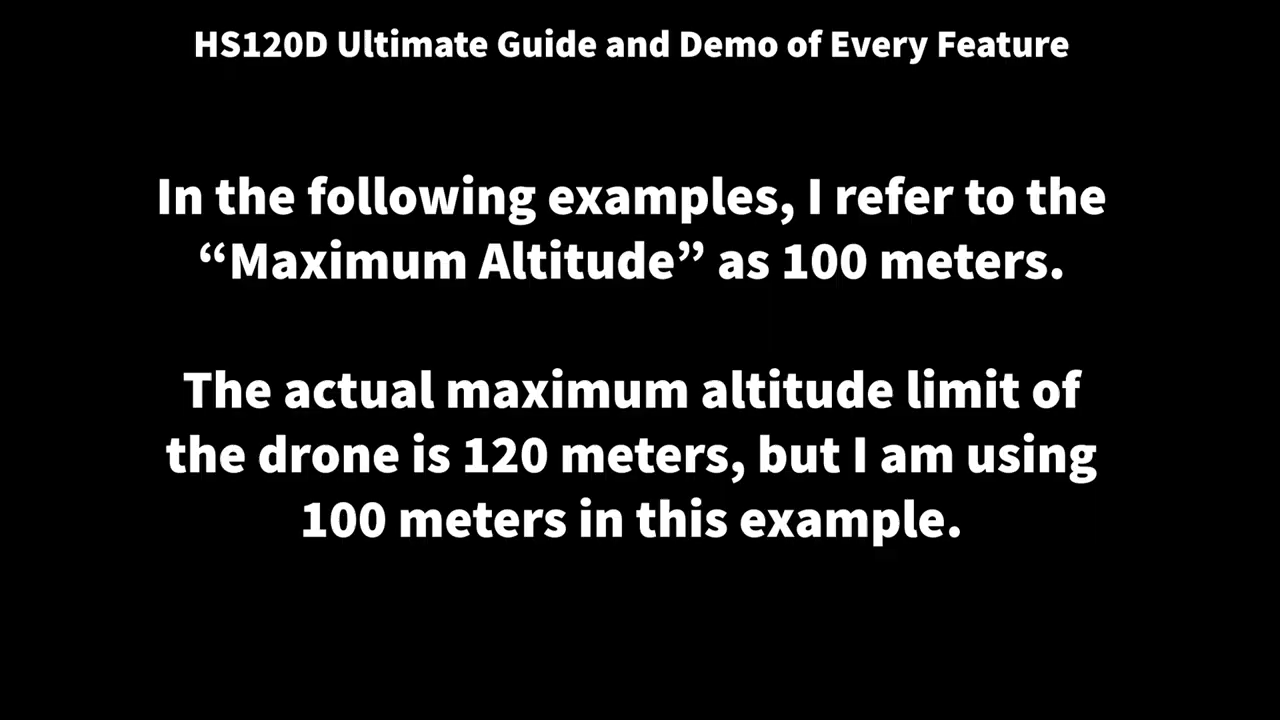 HS120D Ultimate Guide and Demo of Every Feature
In the following examples, I refer to the
“Maximum Altitude” as 100 meters.
The actual maximum altitude limit of
the drone is 120 meters, but I am using
100 meters in this example.